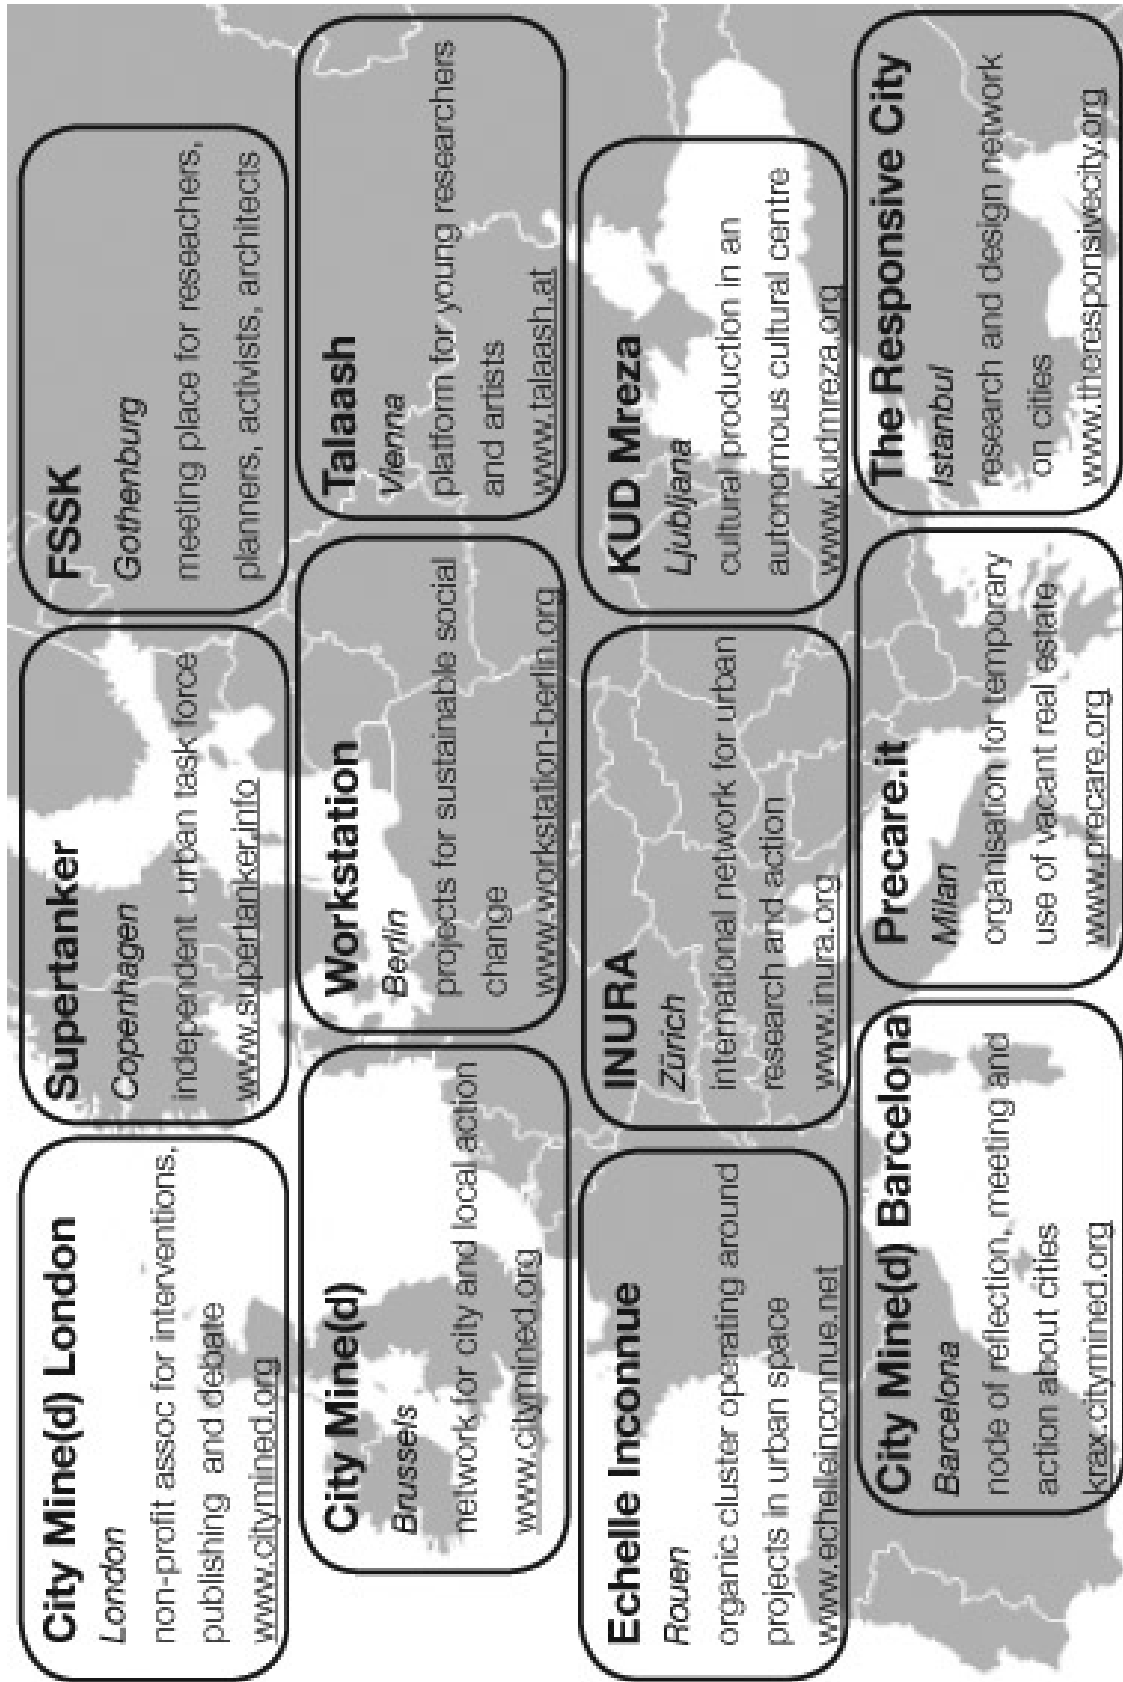 City Mine(d) London
London
non-profit assoc for interventions,
publishing and debate
www.citymined.org
Supertanker
Copenhagen
independent urban task force
www.supertanker.info
FSSK
Gothenburg
meeting place for reseachers,
planners, activists, architects
City Mine(d)
Brussels
network for city and local action
www.citymined.org
Workstation
Berlin
projects for sustainable social
change
www.workstation-berlin.org
Talaash
Vienna
platform for young researchers
and artists
www.talaash.at
Echelle Inconnue
Rouen
organic cluster operating around
projects in urban space
www.echelleinconnue.net
INURA
Zürich
international network for urban
research and action
www.inura.org
KUD Mreza
Ljubljana
cultural production in an
autonomous cultural centre
www.kudmreza.org
City Mine(d) Barcelona
Barcelona
node of reflection, meeting and
action about cities
krax.citymined.org
Precare.it
Milan
organisation for temporary
use of vacant real estate
www.precare.org
The Responsive City
Istanbul
research and design network
on cities
www.theresponsivecity.org